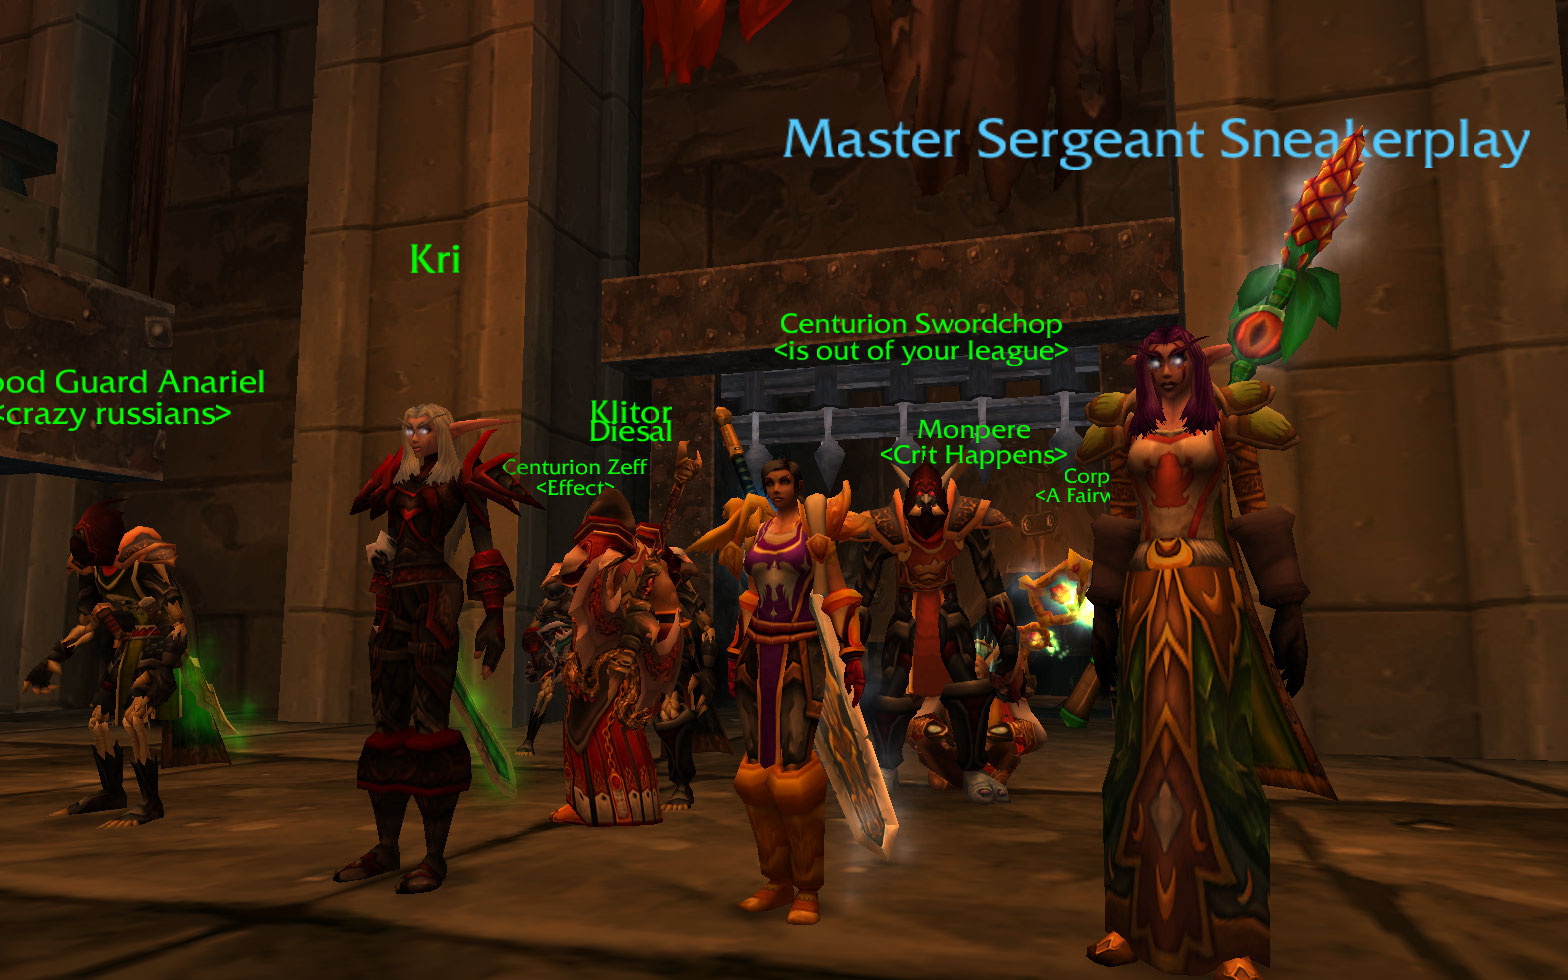 Master Sergeant Sneakerplay
Kri
Centurion Swordchop
<is out of your league>
ood Guard Anariel
<crazy russians>
Klitor
Diesal
Monpere
<Crit Happens>
Centurion Zeff
<Effect>
Corp
<A Fairw